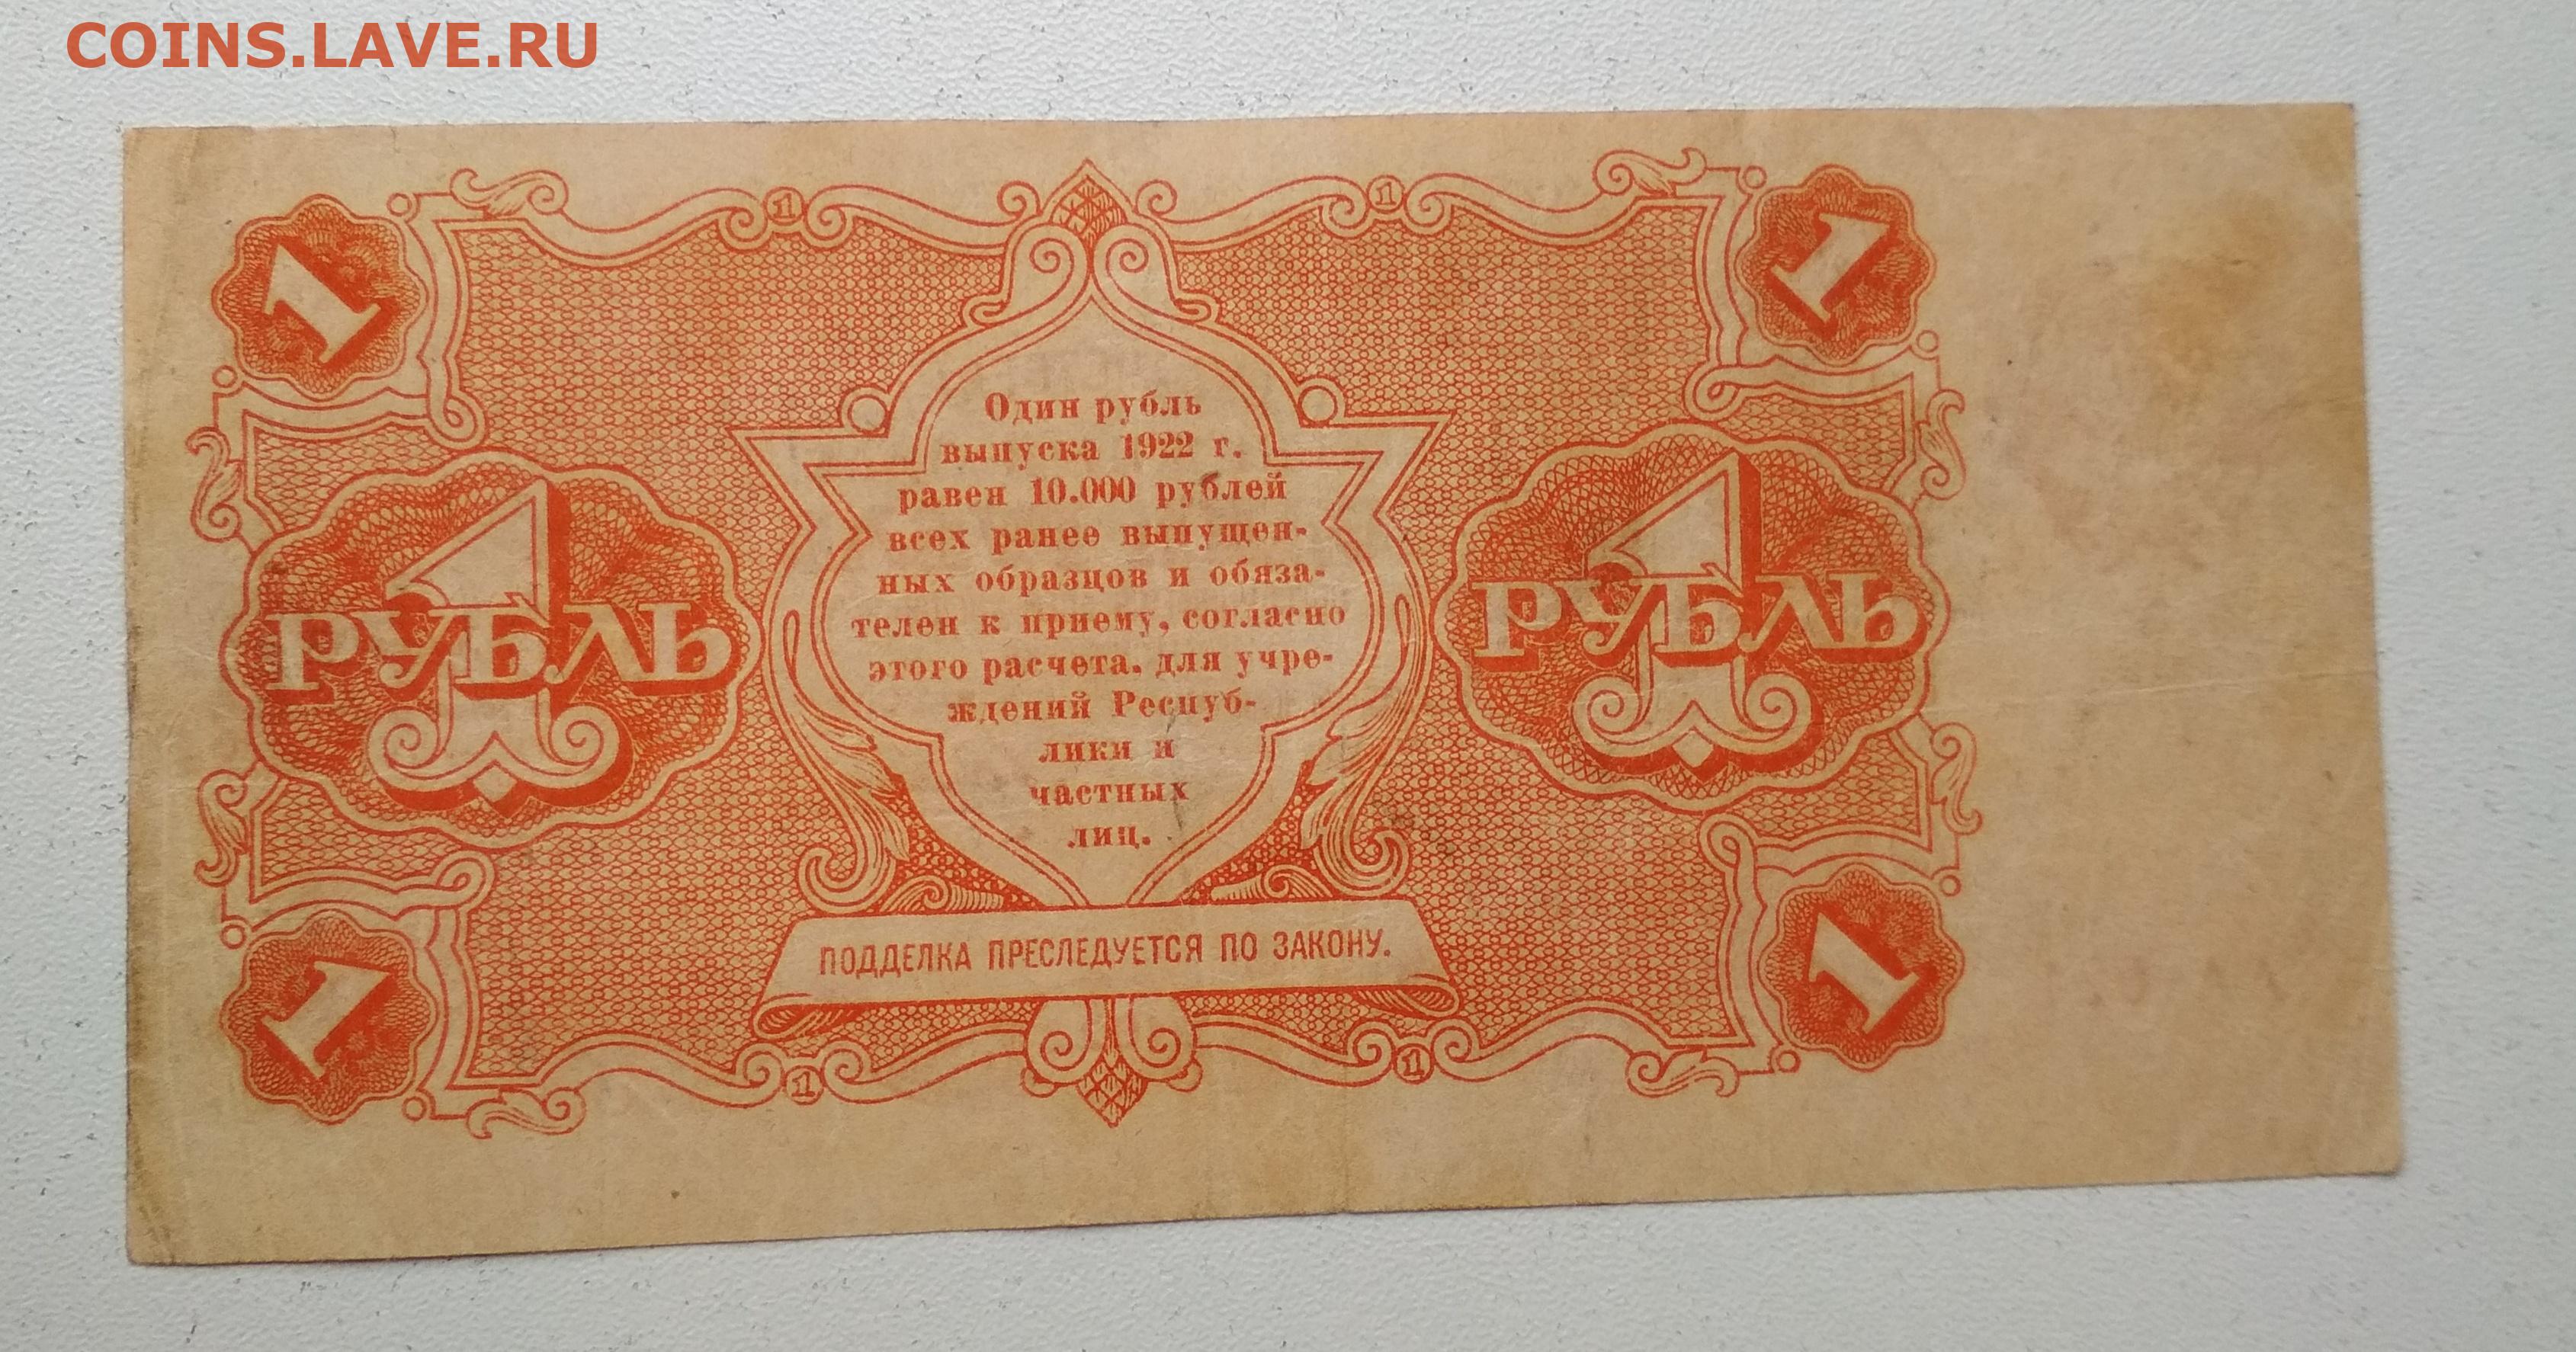 COINS.LAVE.RU
1
1
1
1
Один рубль
выпуска 1922 г.
равен 10.000 рублей
всех ранее выпущен-
ных образцов и обяза-
телен к приему, согласно
этого расчета, для учре-
ждений Респуб-
лики и
частных
лиц.
1
РУБЛЬ
1
РУБЛЬ
ПОДДЕЛКА ПРЕСЛЕДУЕТСЯ ПО ЗАКОНУ.
1
1
1
1